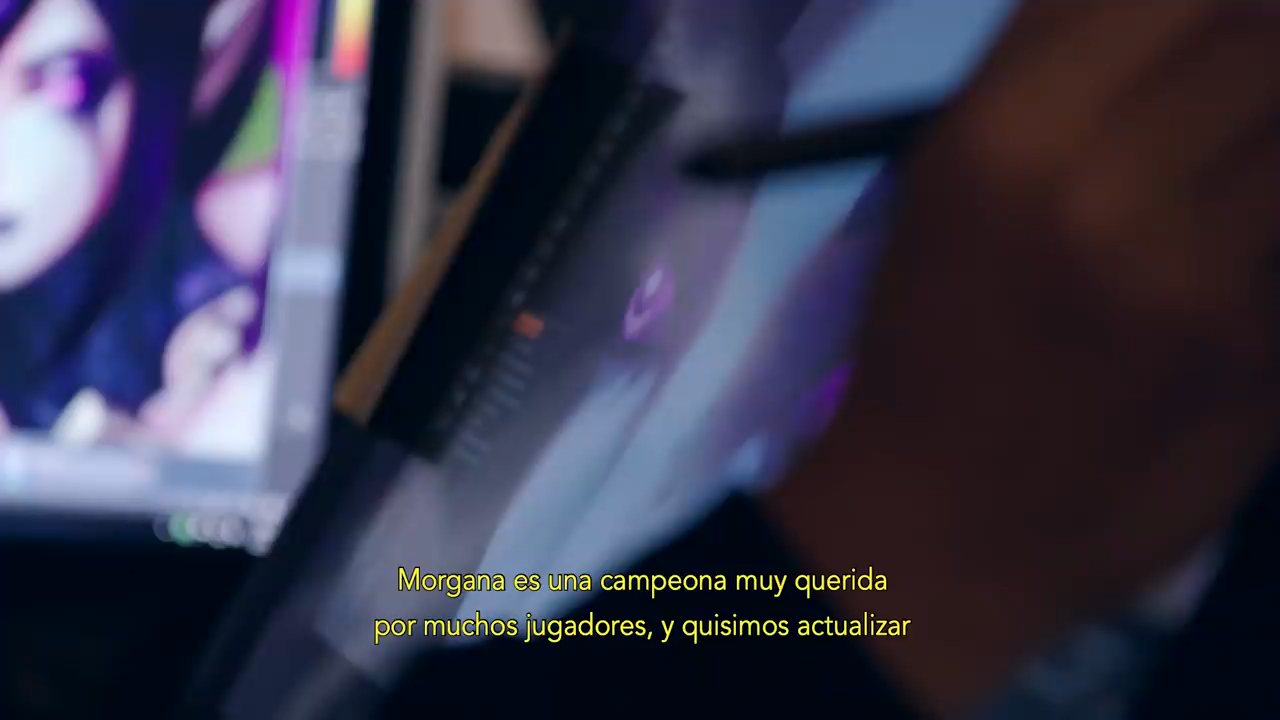 Morgana es una campeona muy querida
por muchos jugadores, y quisimos actualizar